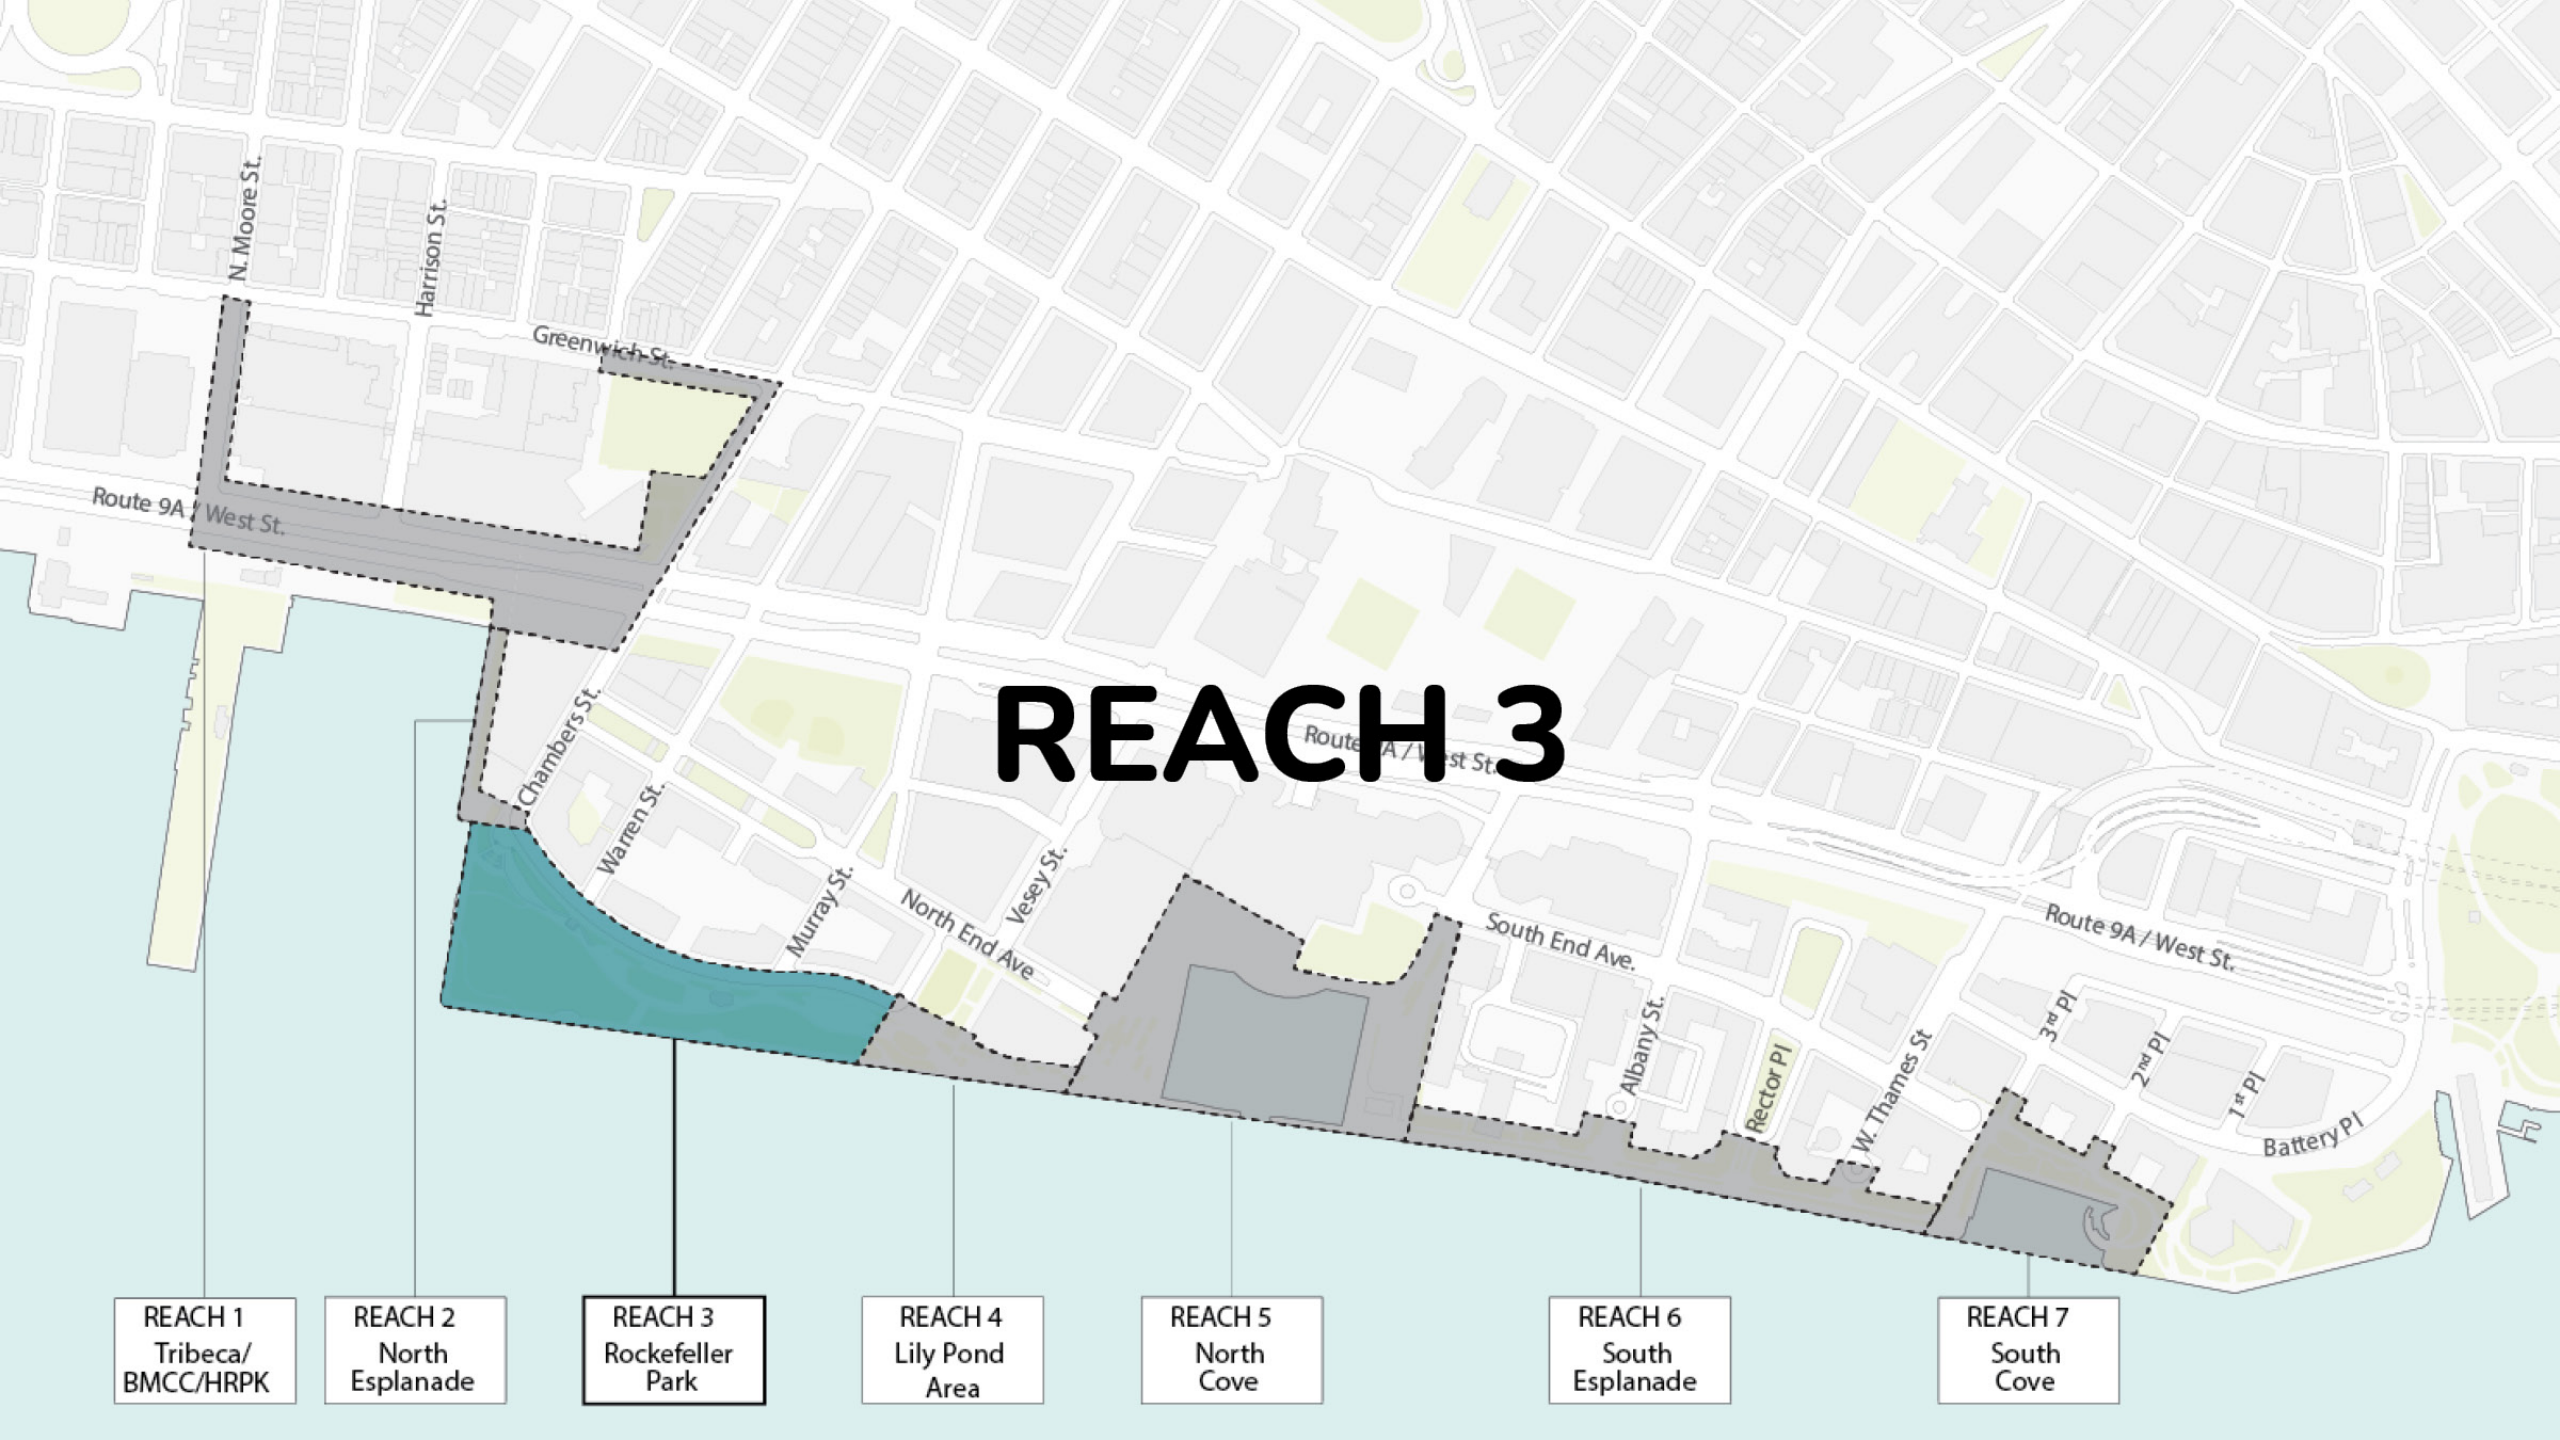 N. Moore St.
Harrison St.
Greenwich St.
Route 9A / West St.
REACH 3
Route 9A / West St.
Chambers St.
Warren St.
Murray St.
North End Ave
Vesey St.
South End Ave.
Albany St.
Rector Pl
W. Thames St
Route 9A / West St.
3rd Pl
2nd Pl
1st Pl
Battery Pl
REACH 1
Tribeca/
BMCC/HRPK
REACH 2
North
Esplanade
REACH 3
Rockefeller
Park
REACH 4
Lily Pond
Area
REACH 5
North
Cove
REACH 6
South
Esplanade
REACH 7
South
Cove